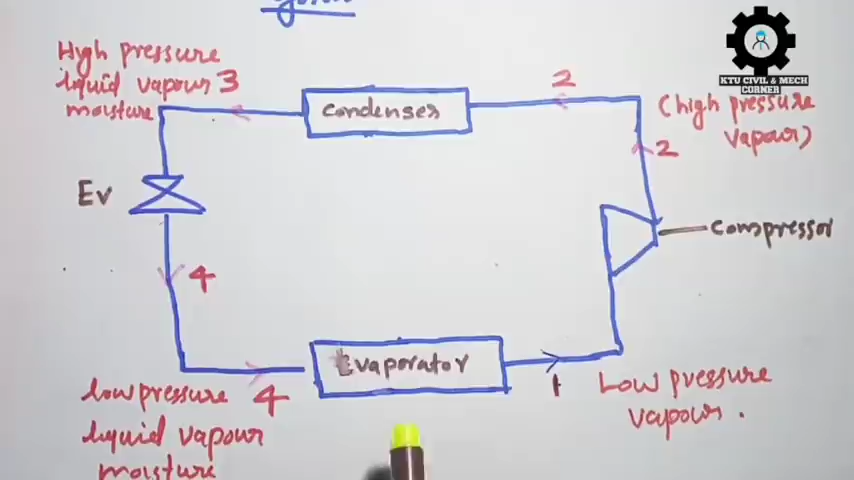 High pressure
liquid vapour 3
moisture
Condenser
2
(high pressure
vapour)
2
KTU CIVIL & MECH
CORNER
Ev
Compressor
4
Evaporator
1
Low pressure
vapour.
low pressure 4
liquid vapour
moisture